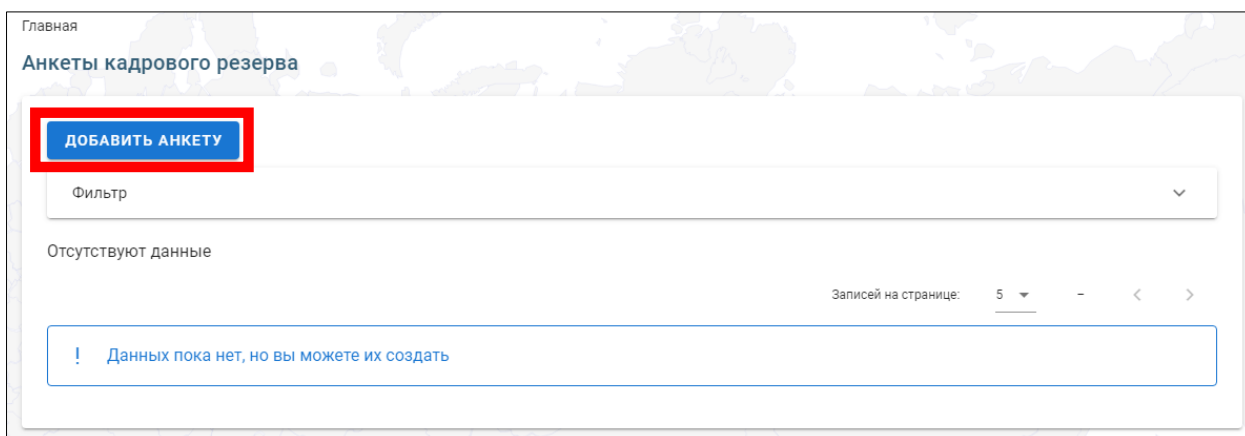 Главная
Анкеты кадрового резерва
ДОБАВИТЬ АНКЕТУ
Фильтр
Отсутствуют данные
Записей на странице: 5 –
! Данных пока нет, но вы можете их создать